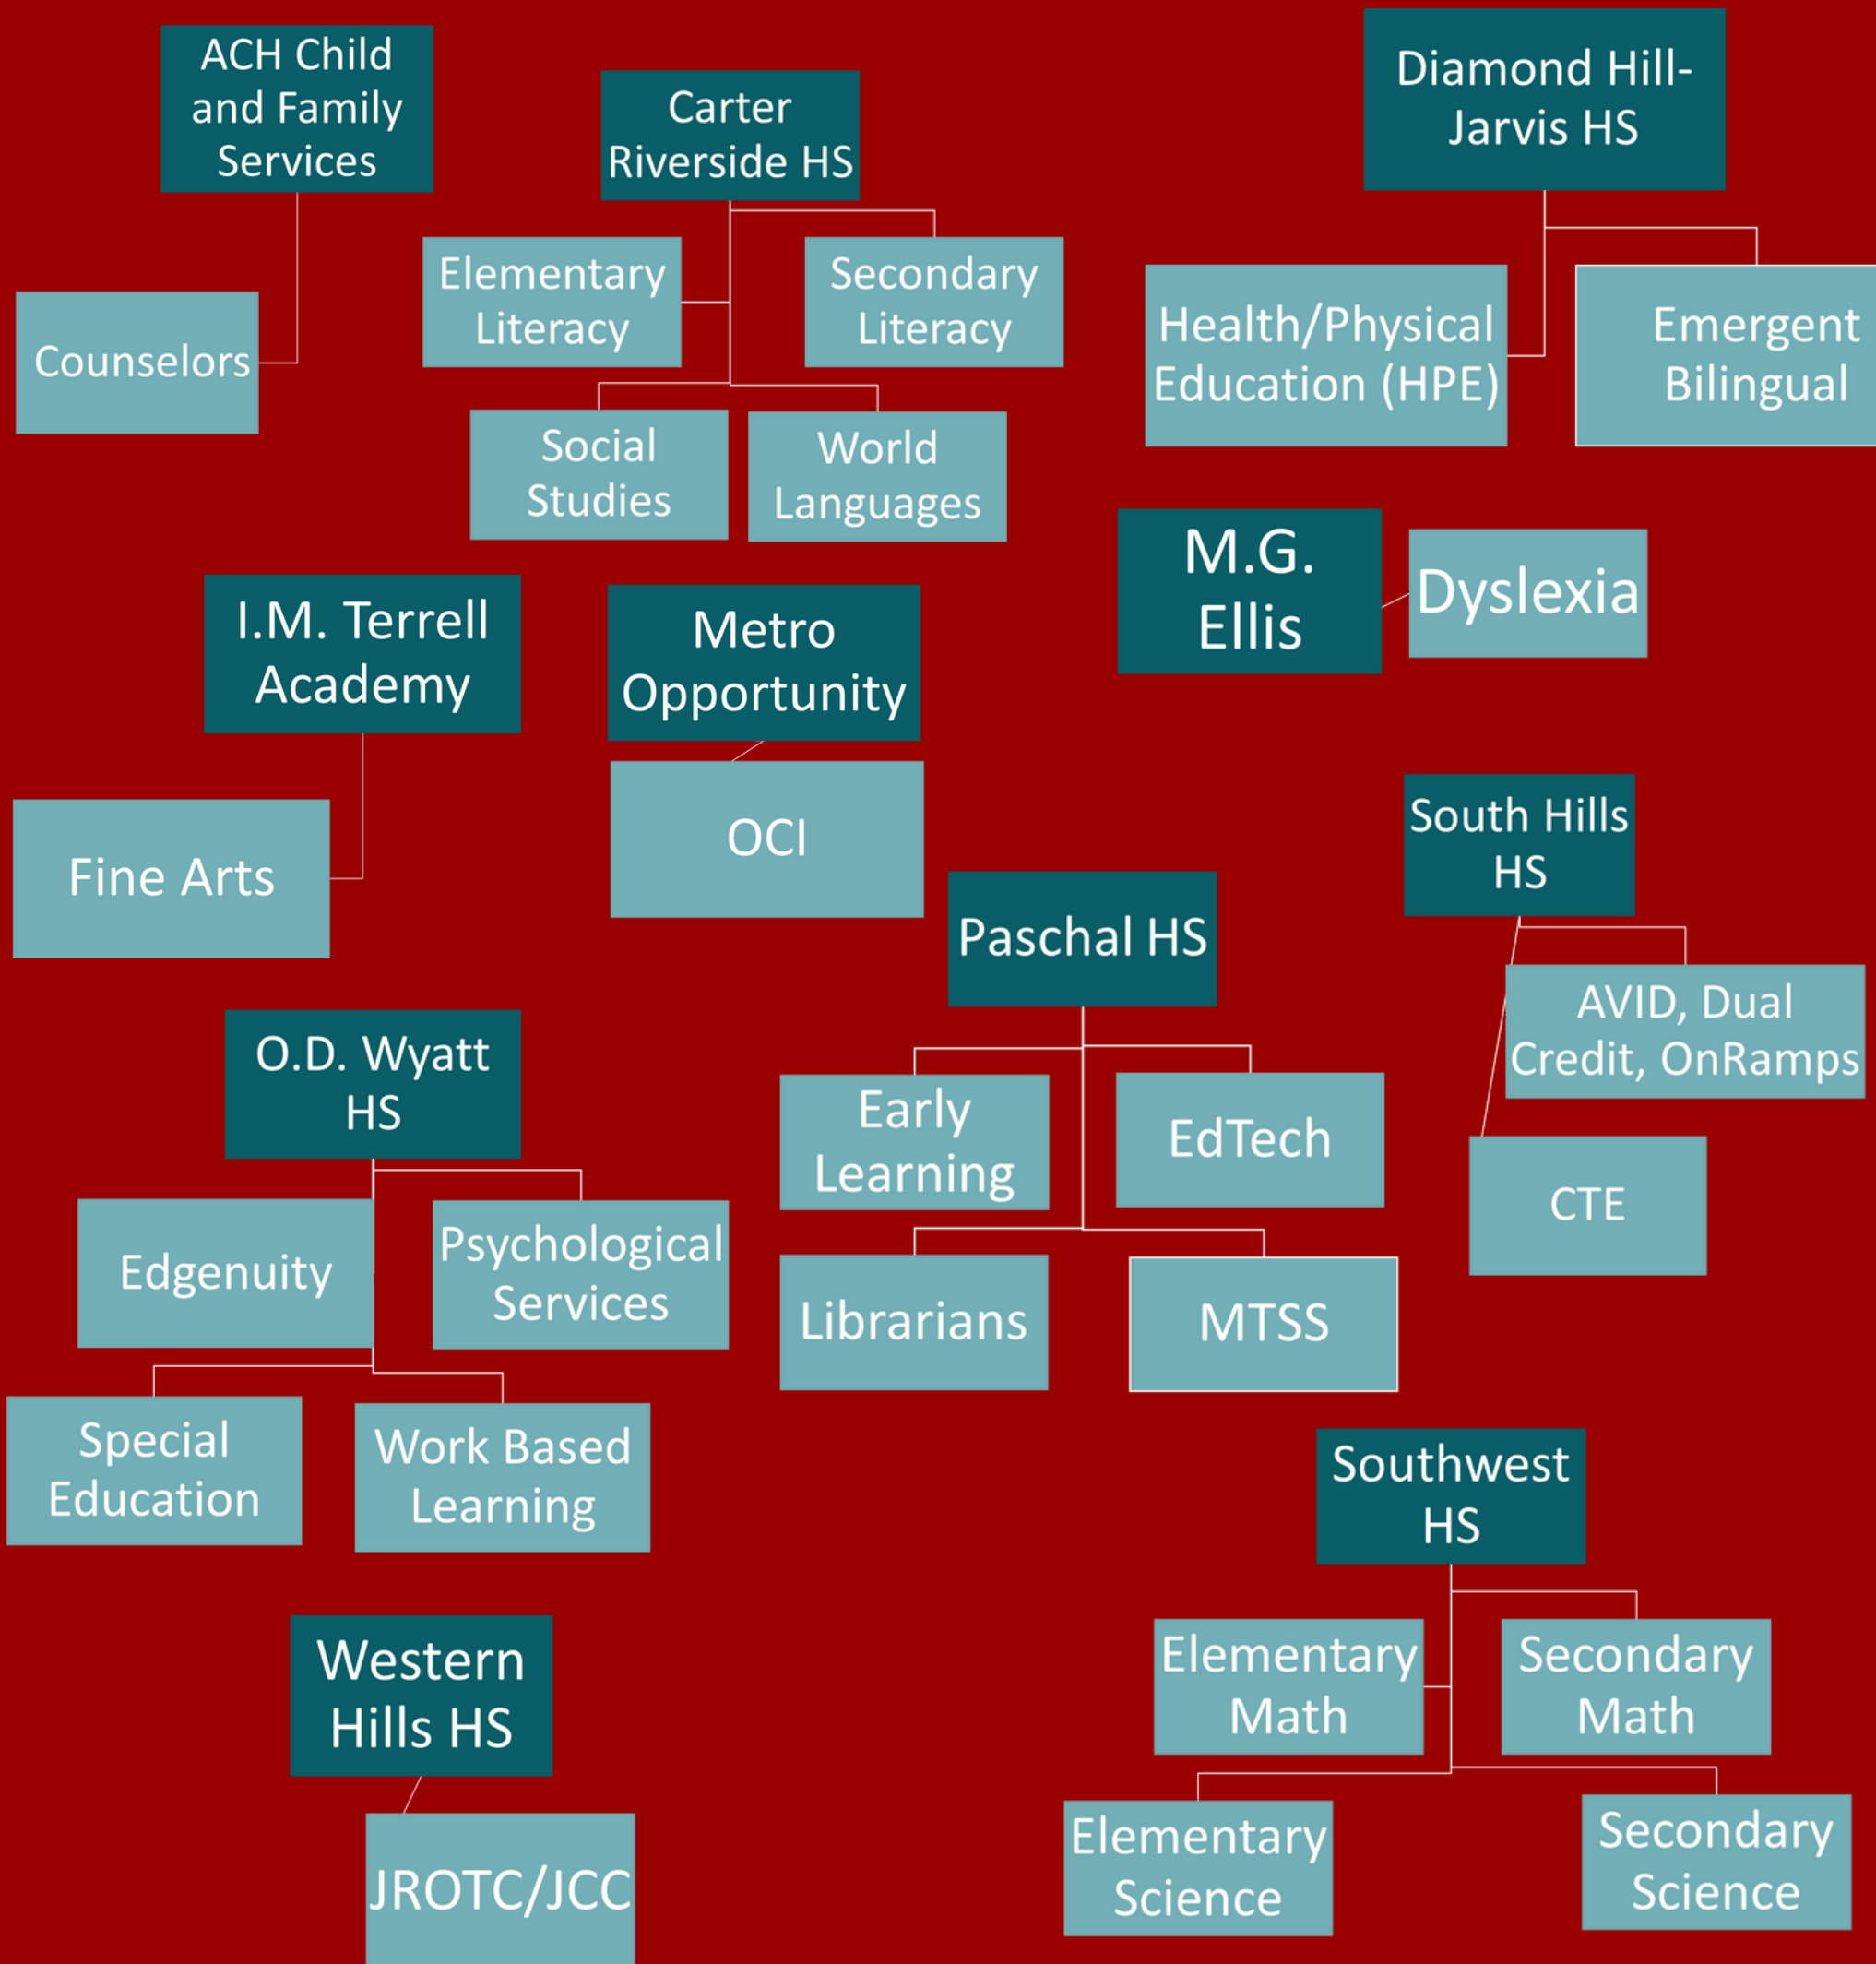 ACH Child
and Family
Services
Counselors
Carter
Riverside HS
Elementary
Literacy
Secondary
Literacy
Social
Studies
World
Languages
Diamond Hill-
Jarvis HS
Health/Physical
Education (HPE)
Emergent
Bilingual
M.G.
Ellis
Dyslexia
I.M. Terrell
Academy
Fine Arts
Metro
Opportunity
OCI
South Hills
HS
AVID, Dual
Credit, OnRamps
CTE
Paschal HS
Early
Learning
EdTech
Librarians
MTSS
O.D. Wyatt
HS
Edgenuity
Psychological
Services
Special
Education
Work Based
Learning
Southwest
HS
Elementary
Math
Secondary
Math
Elementary
Science
Secondary
Science
Western
Hills HS
JROTC/JCC